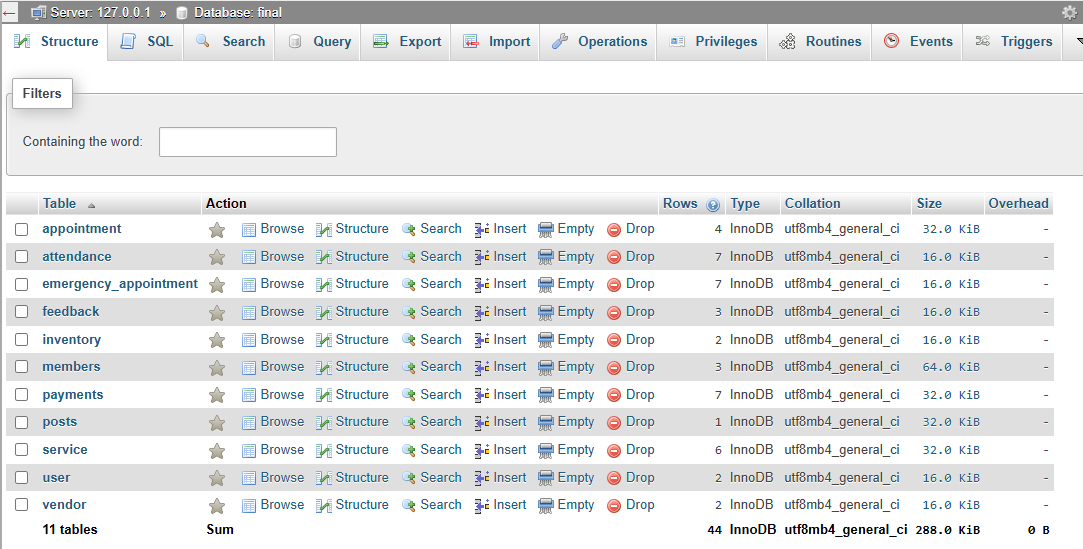 Server: 127.0.0.1 » Database: final
Structure SQL Search Query Export Import Operations Privileges Routines Events Triggers
Filters
Containing the word:
Table Action Rows Type Collation Size Overhead
appointment Browse Structure Search Insert Empty Drop 4 InnoDB utf8mb4_general_ci 32.0 KiB -
attendance Browse Structure Search Insert Empty Drop 7 InnoDB utf8mb4_general_ci 16.0 KiB -
emergency_appointment Browse Structure Search Insert Empty Drop 7 InnoDB utf8mb4_general_ci 16.0 KiB -
feedback Browse Structure Search Insert Empty Drop 3 InnoDB utf8mb4_general_ci 16.0 KiB -
inventory Browse Structure Search Insert Empty Drop 2 InnoDB utf8mb4_general_ci 16.0 KiB -
members Browse Structure Search Insert Empty Drop 3 InnoDB utf8mb4_general_ci 64.0 KiB -
payments Browse Structure Search Insert Empty Drop 7 InnoDB utf8mb4_general_ci 32.0 KiB -
posts Browse Structure Search Insert Empty Drop 1 InnoDB utf8mb4_general_ci 32.0 KiB -
service Browse Structure Search Insert Empty Drop 6 InnoDB utf8mb4_general_ci 32.0 KiB -
user Browse Structure Search Insert Empty Drop 2 InnoDB utf8mb4_general_ci 16.0 KiB -
vendor Browse Structure Search Insert Empty Drop 2 InnoDB utf8mb4_general_ci 16.0 KiB -
11 tables Sum 44 InnoDB utf8mb4_general_ci 288.0 KiB 0 B